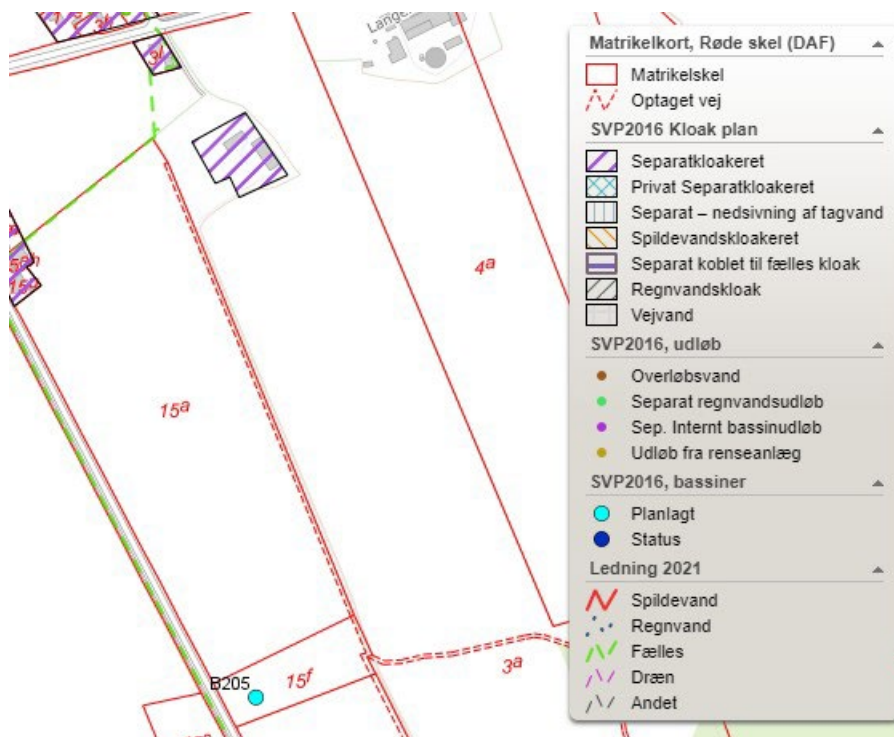 Lange
3l
4a
15a
15f
3a
B205
Matrikelkort, Røde skel (DAF)
Matrikelskel
Optaget vej
SVP2016 Kloak plan
Separatkloakeret
Privat Separatkloakeret
Separat – nedsivning af tagvand
Spildevandskloakeret
Separat koblet til fælles kloak
Regnvandskloak
Vejvand
SVP2016, udløb
Overløbsvand
Separat regnvandsudløb
Sep. Internt bassinudløb
Udløb fra renseanlæg
SVP2016, bassiner
Planlagt
Status
Ledning 2021
Spildevand
Regnvand
Fælles
Dræn
Andet